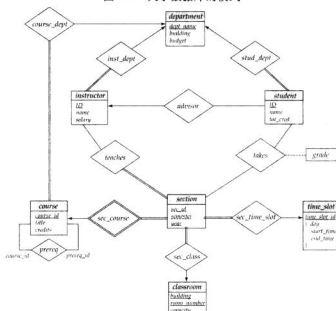 department
dept_name
building
budget
course_dept
inst_dept
stud_dept
instructor
ID
name
salary
advisor
student
ID
name
tot_cred
teaches
takes
grade
section
sec_id
semester
year
course
course_id
title
credits
sec_course
sec_time_slot
time_slot
time_slot_id
{ day
start_time
end_time
prereq
course_id
prereq_id
sec_class
classroom
building
room_number
capacity